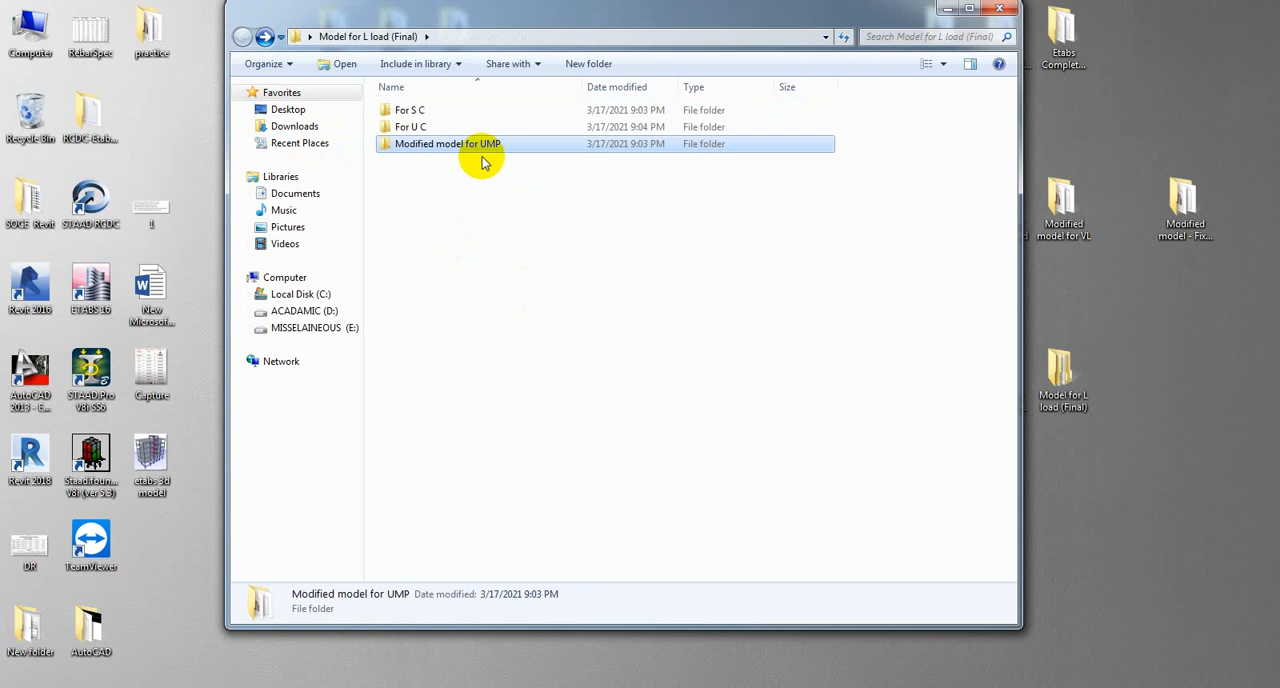 Computer
RebarSpec
practice
Recycle Bin
RCDC-Etab...
SOCE_Revit
STAAD RCDC
1
Revit 2016
ETABS 16
New
Microsof...
AutoCAD
2013 - E...
STAAD.Pro
V8i SS6
Capture
Revit 2018
Staad.foun...
V8i (ver 5.3)
etabs 3d
model
DR
TeamViewer
New folder
AutoCAD
Model for L load (Final)
Search Model for L load (Final)
Organize
Open
Include in library
Share with
New folder
Favorites
Desktop
Downloads
Recent Places
Libraries
Documents
Music
Pictures
Videos
Computer
Local Disk (C:)
ACADAMIC (D:)
MISSELAINEOUS (E:)
Network
Name Date modified Type Size
For S C 3/17/2021 9:03 PM File folder
For U C 3/17/2021 9:04 PM File folder
Modified model for UMP 3/17/2021 9:03 PM File folder
Modified model for UMP Date modified: 3/17/2021 9:03 PM
File folder
Etabs
Complet...
Modified
model for VL
Modified
model - Fix...
Model for L
load (Final)